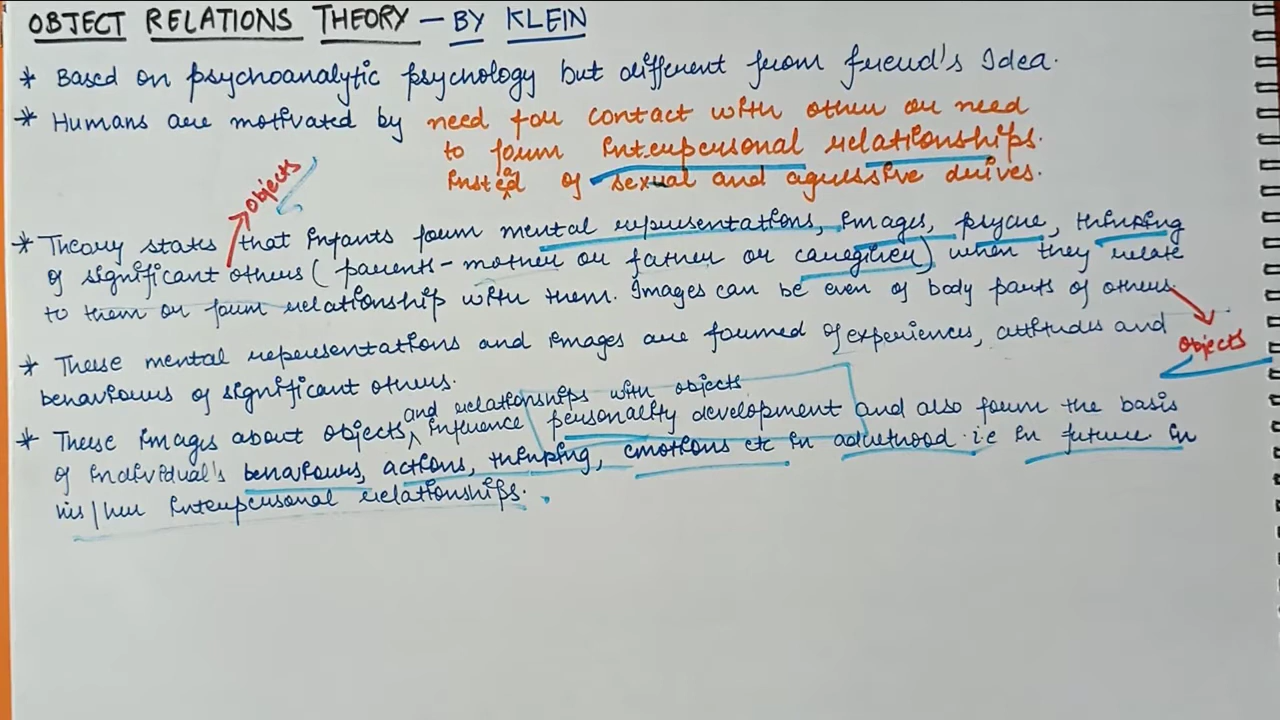 OBJECT RELATIONS THEORY – BY KLEIN
* Based on psychoanalytic psychology but different from freud's Idea.
* Humans are motivated by need for contact with other or need
to form interpersonal relationships.
Instead of sexual and agressive drives.
objects
* Theory states that infants form mental representations, images, psyche, thinking
of significant others (parents - mother or father or caregiver) when they relate
to them or form relationship with them. Images can be even of body parts of others.
objects
* These mental representations and images are formed of experiences, attitudes and
behaviours of significant others.
and relationships with objects
* These images about objects ^ influence personality development and also form the basis
of individual's behaviours, actions, thinking, emotions etc in adulthood i.e in future in
his/her interpersonal relationships.